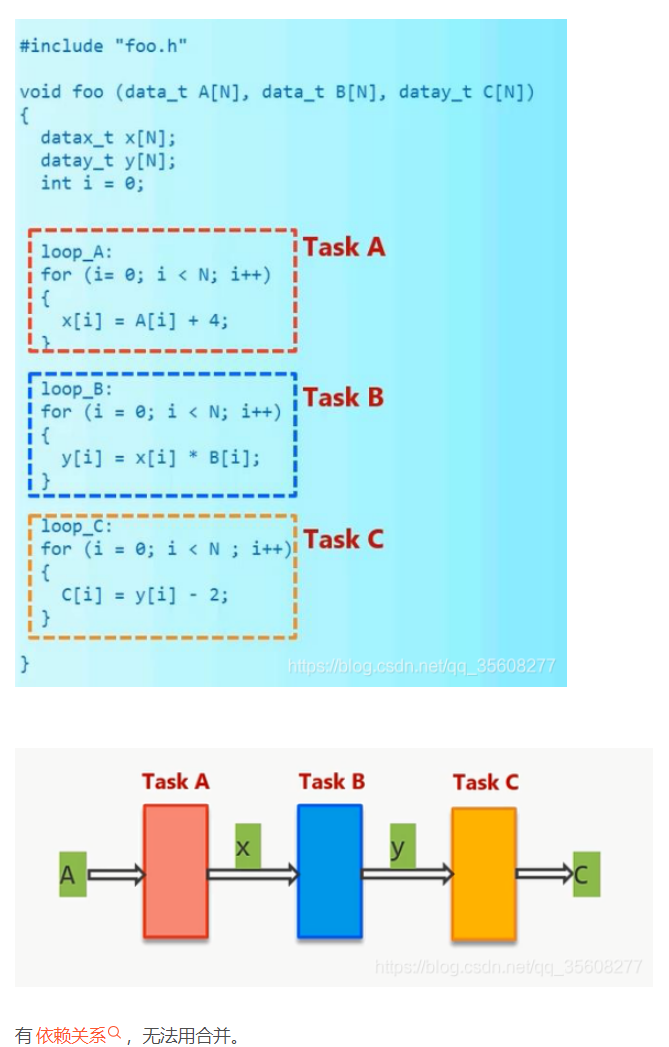 #include "foo.h"
void foo (data_t A[N], data_t B[N], datay_t C[N])
{
datax_t x[N];
datay_t y[N];
int i = 0;
Task A
loop_A:
for (i= 0; i < N; i++)
{
x[i] = A[i] + 4;
}
loop_B:
Task B
for (i = 0; i < N; i++)
{
y[i] = x[i] * B[i];
}
loop_C:
Task C
for (i = 0; i < N ; i++)
{
C[i] = y[i] - 2;
}
}
https://blog.csdn.net/qq_35608277
Task A Task B Task C
x y
A C
https://blog.csdn.net/qq_35608277
有依赖关系，无法用合并。